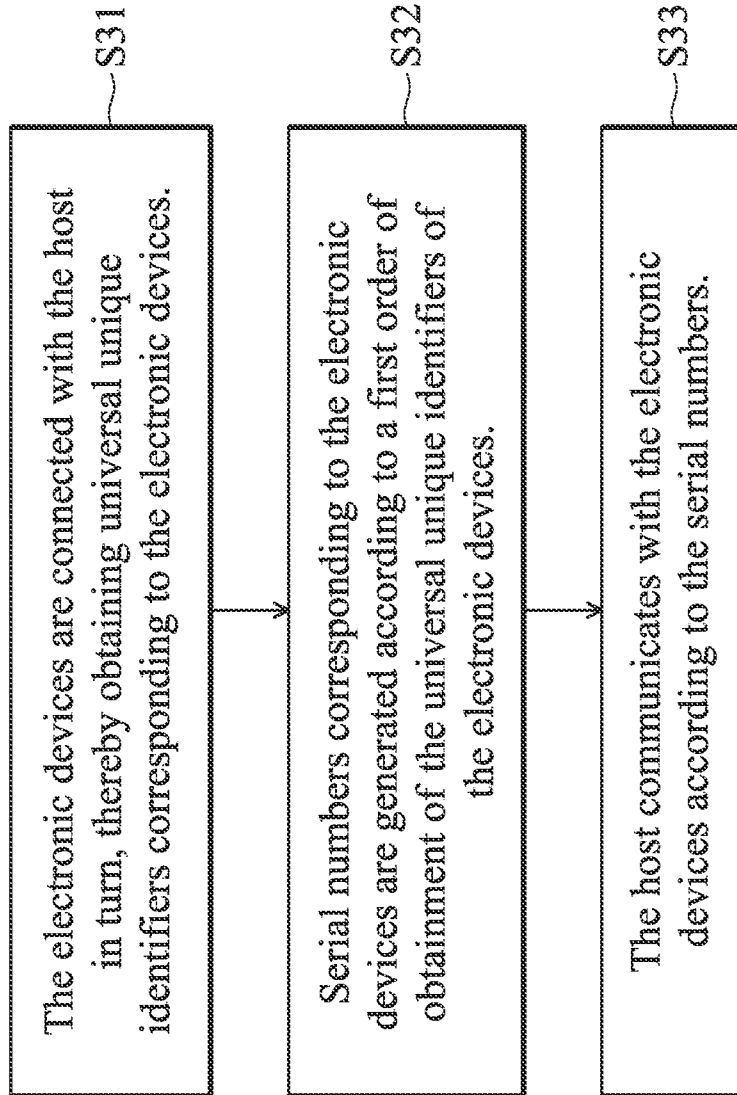 The electronic devices are connected with the host
in turn, thereby obtaining universal unique
identifiers corresponding to the electronic devices.
S31
Serial numbers corresponding to the electronic
devices are generated according to a first order of
obtainment of the universal unique identifiers of
the electronic devices.
S32
The host communicates with the electronic
devices according to the serial numbers.
S33